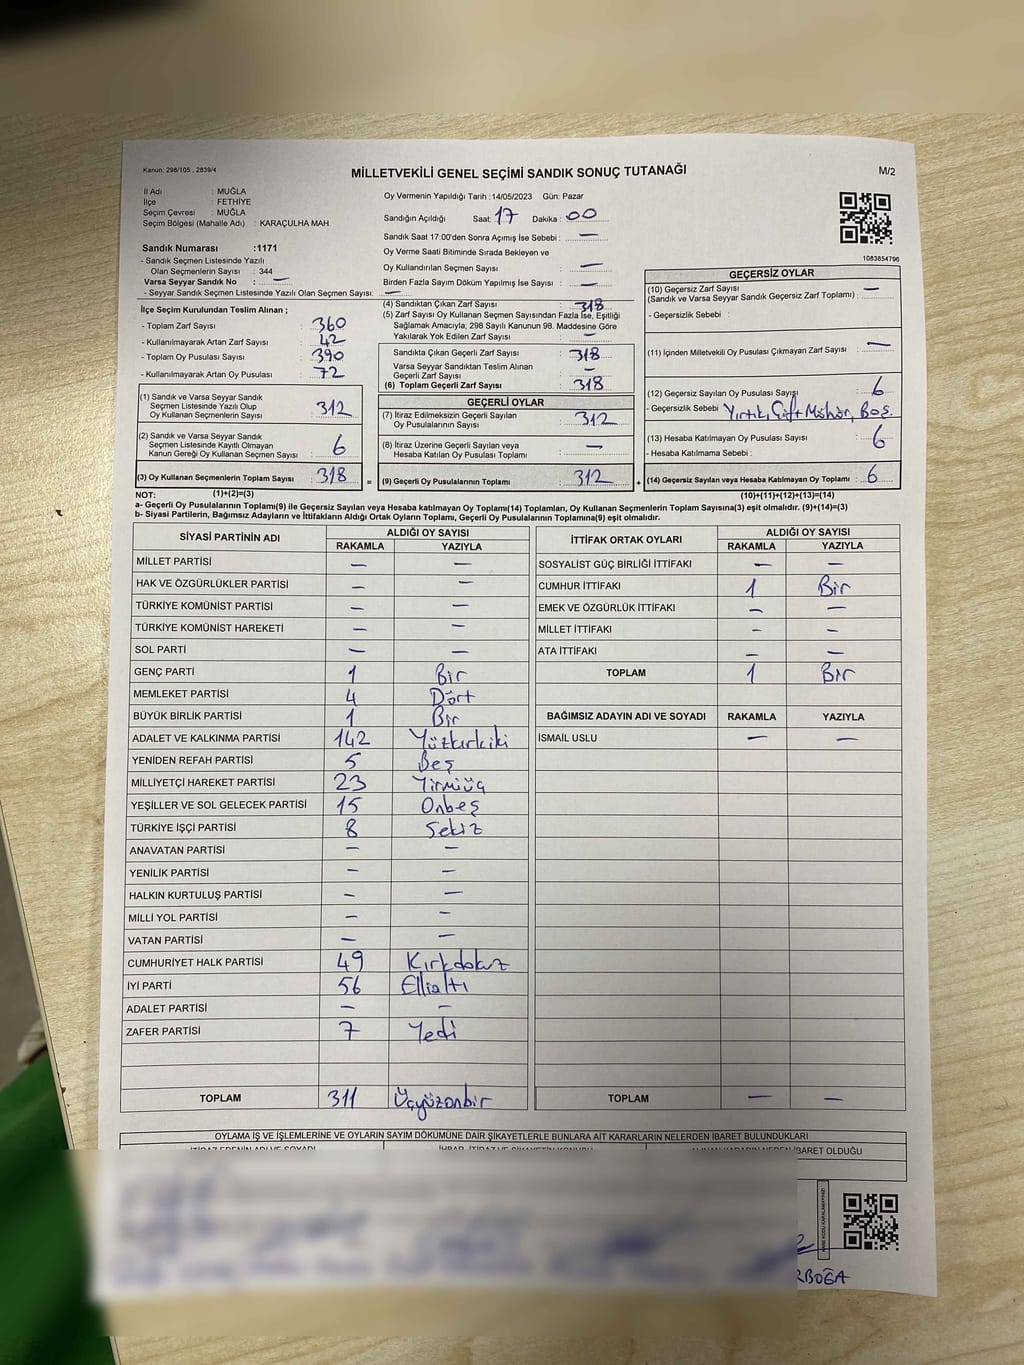 Kanun: 298/105 , 2839/4
MİLLETVEKİLİ GENEL SEÇİMİ SANDIK SONUÇ TUTANAĞI
M/2
İl Adı : MUĞLA
İlçe : FETHİYE
Seçim Çevresi : MUĞLA
Seçim Bölgesi (Mahalle Adı) : KARAÇULHA MAH.
Sandık Numarası :1171
- Sandık Seçmen Listesinde Yazılı
Olan Seçmenlerin Sayısı : 344
Varsa Seyyar Sandık No : —
- Seyyar Sandık Seçmen Listesinde Yazılı Olan Seçmen Sayısı: —
Oy Vermenin Yapıldığı Tarih : 14/05/2023 Gün: Pazar
Sandığın Açıldığı Saat: 17 Dakika : 00
Sandık Saat 17.00'den Sonra Açımış İse Sebebi : —
Oy Verme Saati Bitiminde Sırada Bekleyen ve
Oy Kullandırılan Seçmen Sayısı : —
Birden Fazla Sayım Döküm Yapılmış İse Sayısı : —
1083854796
İlçe Seçim Kurulundan Teslim Alınan ;
- Toplam Zarf Sayısı : 360
- Kullanılmayarak Artan Zarf Sayısı : 42
- Toplam Oy Pusulası Sayısı : 390
- Kullanılmayarak Artan Oy Pusulası : 72
(1) Sandık ve Varsa Seyyar Sandık
Seçmen Listesinde Yazılı Olup
Oy Kullanan Seçmenlerin Sayısı : 312
(2) Sandık ve Varsa Seyyar Sandık
Seçmen Listesinde Kayıtlı Olmayan
Kanun Gereği Oy Kullanan Seçmen Sayısı : 6
(3) Oy Kullanan Seçmenlerin Toplam Sayısı : 318
(4) Sandıktan Çıkan Zarf Sayısı : 318
(5) Zarf Sayısı Oy Kullanan Seçmen Sayısından Fazla İse, Eşitliği
Sağlamak Amacıyla; 298 Sayılı Kanunun 98. Maddesine Göre
Yakılarak Yok Edilen Zarf Sayısı : —
Sandıkta Çıkan Geçerli Zarf Sayısı : 318
Varsa Seyyar Sandıktan Teslim Alınan
Geçerli Zarf Sayısı : —
(6) Toplam Geçerli Zarf Sayısı : 318
GEÇERLİ OYLAR
(7) İtiraz Edilmeksizin Geçerli Sayılan
Oy Pusulalarının Sayısı : 312
(8) İtiraz Üzerine Geçerli Sayılan veya
Hesaba Katılan Oy Pusulası Toplamı : —
= (9) Geçerli Oy Pusulalarının Toplamı : 312 +
GEÇERSİZ OYLAR
(10) Geçersiz Zarf Sayısı
(Sandık ve Varsa Seyyar Sandık Geçersiz Zarf Toplamı) : —
- Geçersizlik Sebebi :
(11) İçinden Milletvekili Oy Pusulası Çıkmayan Zarf Sayısı : —
(12) Geçersiz Sayılan Oy Pusulası Sayısı : 6
- Geçersizlik Sebebi : Yırtık, Çift Mühür, Boş
(13) Hesaba Katılmayan Oy Pusulası Sayısı : 6
- Hesaba Katılmama Sebebi :
(14) Geçersiz Sayılan veya Hesaba Katılmayan Oy Toplamı : 6
NOT: (1)+(2)=(3) (10)+(11)+(12)+(13)=(14)
a- Geçerli Oy Pusulalarının Toplamı(9) ile Geçersiz Sayılan veya Hesaba Katılmayan Oy Toplamı(14) Toplamları, Oy Kullanan Seçmenlerin Toplam Sayısına(3) eşit olmalıdır. (9)+(14)=(3)
b- Siyasi Partilerin, Bağımsız Adayların ve İttifakların Aldığı Ortak Oyların Toplamı, Geçerli Oy Pusulalarının Toplamına(9) eşit olmalıdır.
SİYASİ PARTİNİN ADI ALDIĞI OY SAYISI
RAKAMLA YAZIYLA
MİLLET PARTİSİ — —
HAK VE ÖZGÜRLÜKLER PARTİSİ — —
TÜRKİYE KOMÜNİST PARTİSİ — —
TÜRKİYE KOMÜNİST HAREKETİ — —
SOL PARTİ — —
GENÇ PARTİ 1 Bir
MEMLEKET PARTİSİ 4 Dört
BÜYÜK BİRLİK PARTİSİ 1 Bir
ADALET VE KALKINMA PARTİSİ 142 Yüzkırkiki
YENİDEN REFAH PARTİSİ 5 Beş
MİLLİYETÇİ HAREKET PARTİSİ 23 Yirmiüç
YEŞİLLER VE SOL GELECEK PARTİSİ 15 Onbeş
TÜRKİYE İŞÇİ PARTİSİ 8 Sekiz
ANAVATAN PARTİSİ — —
YENİLİK PARTİSİ — —
HALKIN KURTULUŞ PARTİSİ — —
MİLLİ YOL PARTİSİ — —
VATAN PARTİSİ — —
CUMHURİYET HALK PARTİSİ 49 Kırkdokuz
İYİ PARTİ 56 Ellialtı
ADALET PARTİSİ — —
ZAFER PARTİSİ 7 Yedi
TOPLAM 311 Üçyüzonbir
İTTİFAK ORTAK OYLARI ALDIĞI OY SAYISI
RAKAMLA YAZIYLA
SOSYALİST GÜÇ BİRLİĞİ İTTİFAKI — —
CUMHUR İTTİFAKI 1 Bir
EMEK VE ÖZGÜRLÜK İTTİFAKI — —
MİLLET İTTİFAKI — —
ATA İTTİFAKI — —
TOPLAM 1 Bir
BAĞIMSIZ ADAYIN ADI VE SOYADI RAKAMLA YAZIYLA
İSMAİL USLU — —
TOPLAM — —
OYLAMA İŞ VE İŞLEMLERİNE VE OYLARIN SAYIM DÖKÜMÜNE DAİR ŞİKAYETLERLE BUNLARA AİT KARARLARIN NELERDEN İBARET BULUNDUKLARI
İTİRAZ EDENİN ADI VE SOYADI İHBAR, İTİRAZ VE ŞİKAYETİN KONUSU ALINAN KARARIN NEDEN İBARET OLDUĞU
RBOĞA